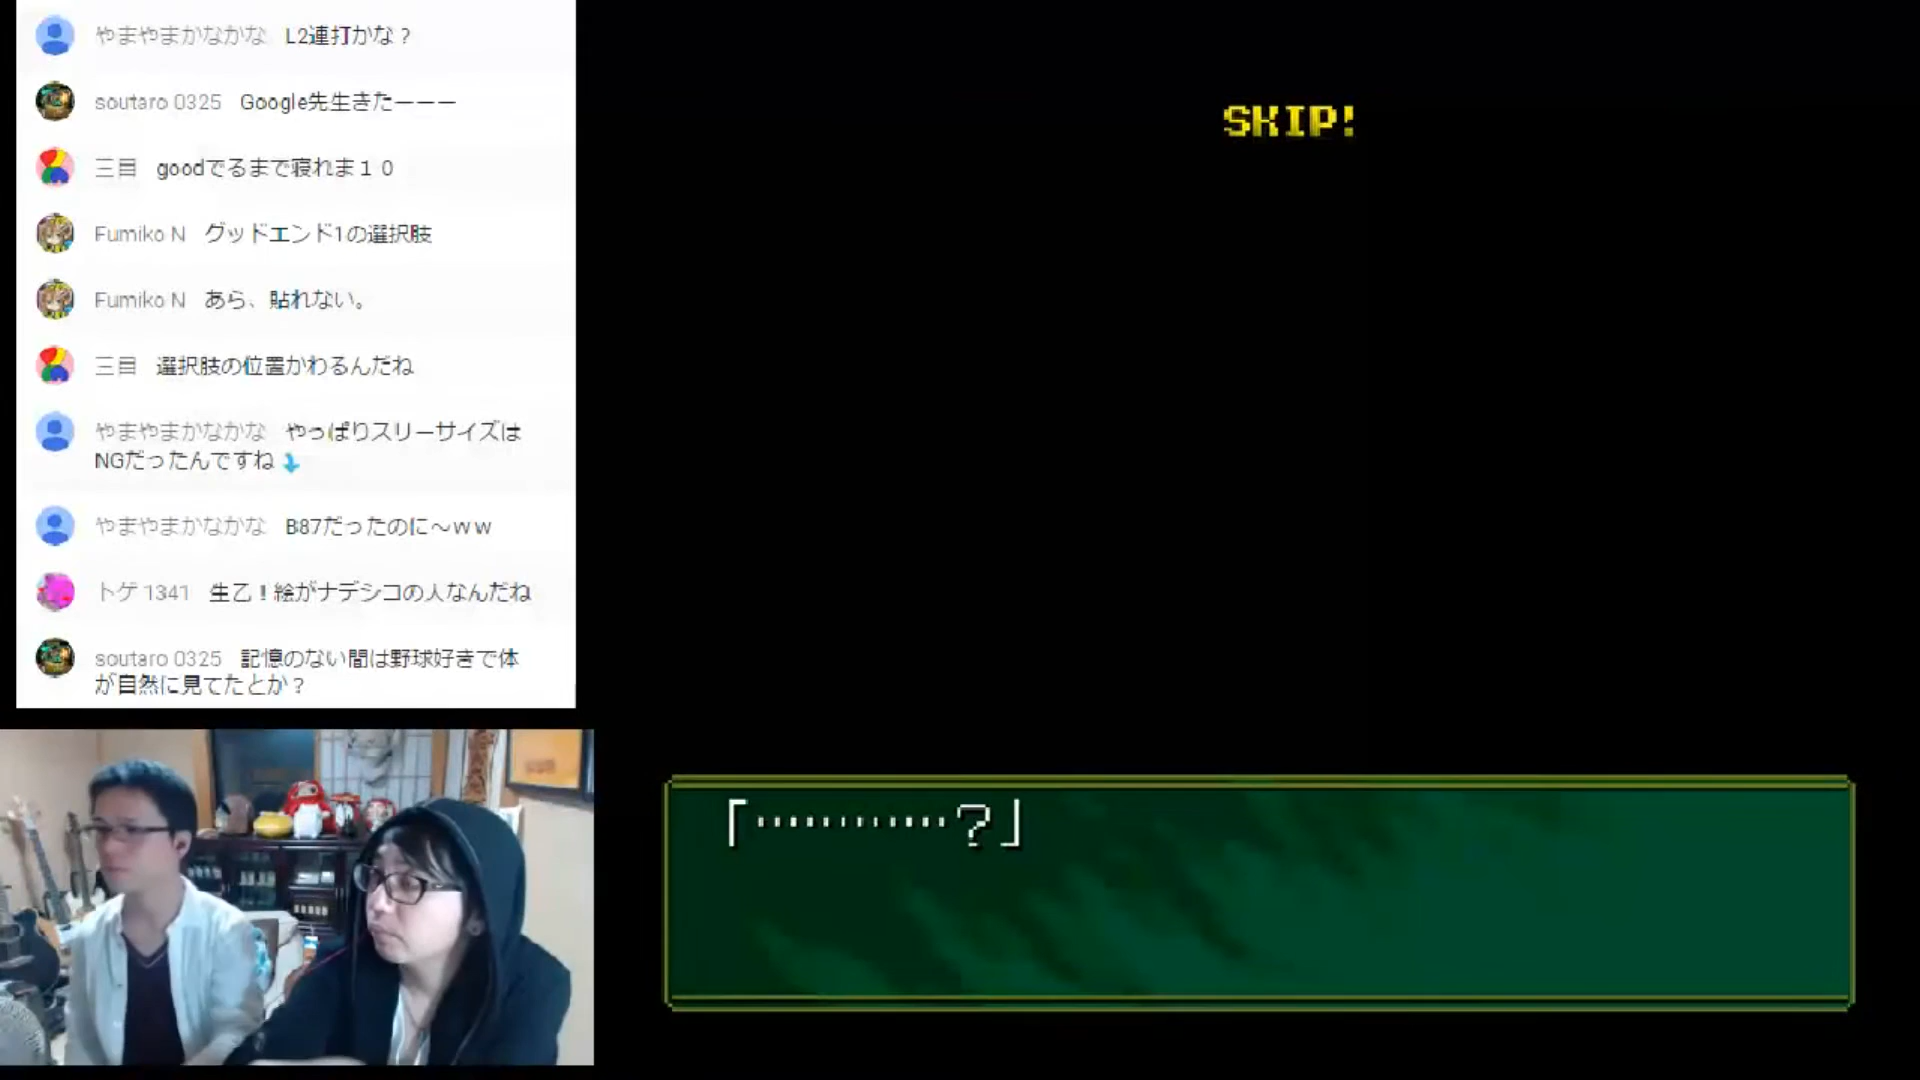 やまやまかなかな L2連打かな？
soutaro 0325 Google先生きたーーー
三目 goodでるまで寝れま１０
Fumiko N グッドエンド1の選択肢
Fumiko N あら、貼れない。
三目 選択肢の位置かわるんだね
やまやまかなかな やっぱりスリーサイズは
NGだったんですね
やまやまかなかな B87だったのに～ｗｗ
トゲ 1341 生乙！絵がナデシコの人なんだね
soutaro 0325 記憶のない間は野球好きで体
が自然に見てたとか？
SKIP!
「…………？」